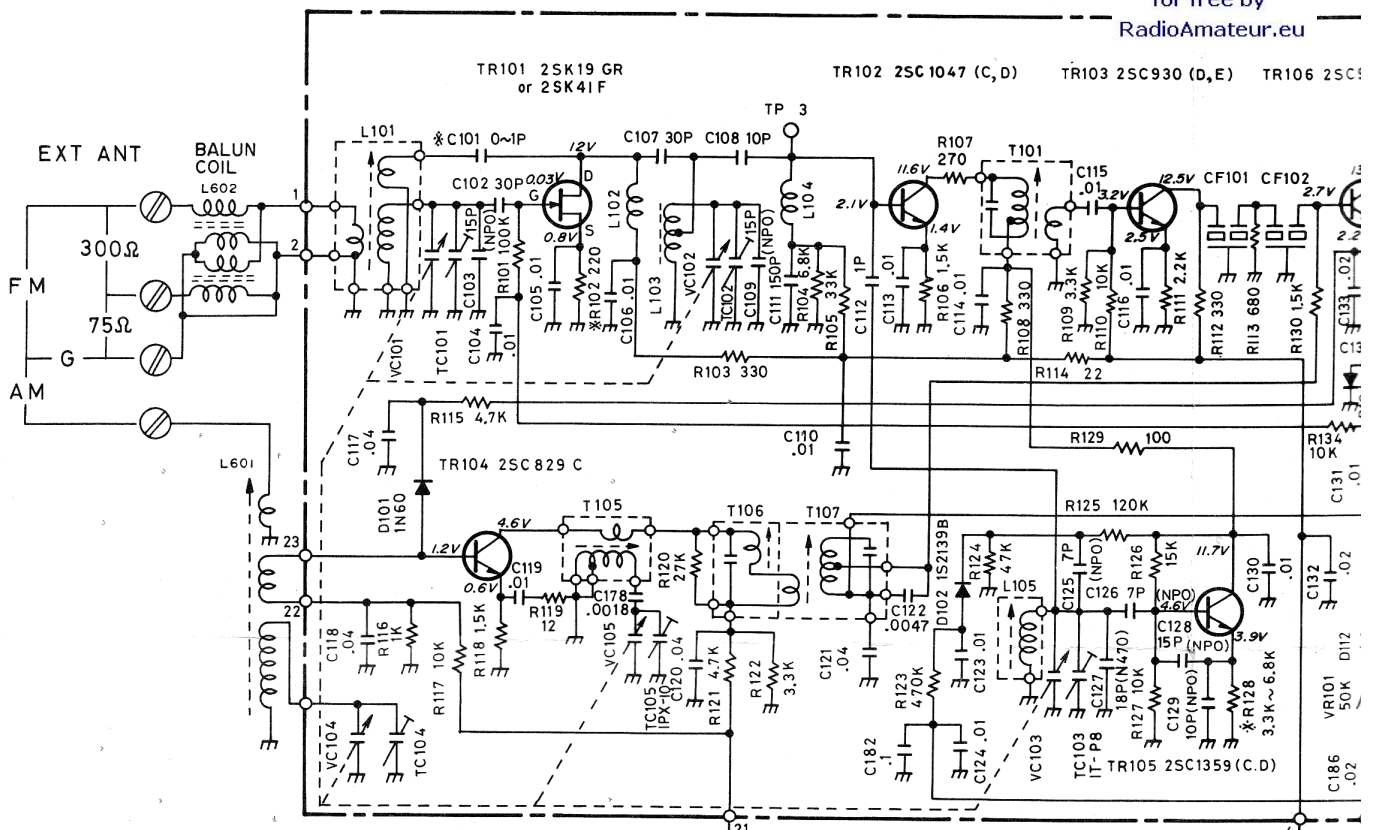 for free by
RadioAmateur.eu
TR101 2SK19 GR
or 2SK41F
TR102 2SC1047 (C,D)
TR103 2SC930 (D,E)
TR106 2SC
TP 3
EXT ANT
BALUN
COIL
L602
L101
※C101 0~1P
12V
C107 30P
C108 10P
R107
270
T101
C115
.01
12.5V
CF101
CF102
11.6V
C102 30P
0.03V
D
G
S
0.8V
L102
L104
2.1V
1.4V
3.2V
2.5V
2.7V
1
2
300Ω
75Ω
FM
G
AM
15P
(NPO)
R101 100K
C105 .01
※R102 220
C106 .01
L103
VC102
TC102
15P
(NPO)
C109
C111 150P
R104 6.8K
R105 33K
C112
1P
C113 .01
R106 1.5K
C114 .01
R108 330
R109 3.3K
R110 10K
C116 .01
R111 2.2K
R112 330
R113 680
R130 1.5K
C133 .02
VC101
TC101
C103
C104
.01
R103 330
R114 22
R115 4.7K
C117
.04
C110
.01
R129 100
R134
10K
C131
.01
L601
TR104 2SC829 C
D101
1N60
4.6V
T105
T106
T107
R125 120K
23
1.2V
0.6V
C119
.01
R119
12
C178
.0018
R120
27K
C122
.0047
D102 1S2139B
R124
4.7K
L105
C125
7P
(NPO)
C126 7P
(NPO)
R126
15K
11.7V
4.6V
3.9V
C130
.01
C132
.02
22
C118
.04
R116
1K
R117 10K
R118 1.5K
VC105
TC105
IPX-10
C120 .04
R121 4.7K
R122
3.3K
C121
.04
R123
470K
C123 .01
C128
15P
(NPO)
C127
18P(N470)
R127
10K
C129
10P(NPO)
※R128
3.3K~6.8K
VR101
50K
D112
VC104
TC104
C182
.1
C124 .01
VC103
TC103
IT-P8
TR105 2SC1359 (C.D)
C186
.02
21